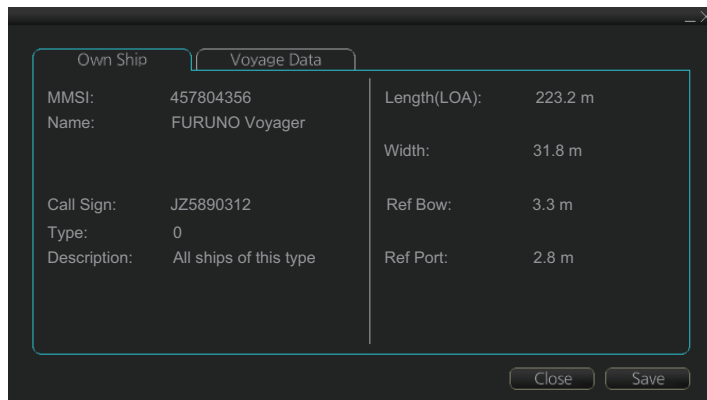 Own Ship
Voyage Data
MMSI: 457804356
Name: FURUNO Voyager
Call Sign: JZ5890312
Type: 0
Description: All ships of this type
Length(LOA): 223.2 m
Width: 31.8 m
Ref Bow: 3.3 m
Ref Port: 2.8 m
Close
Save